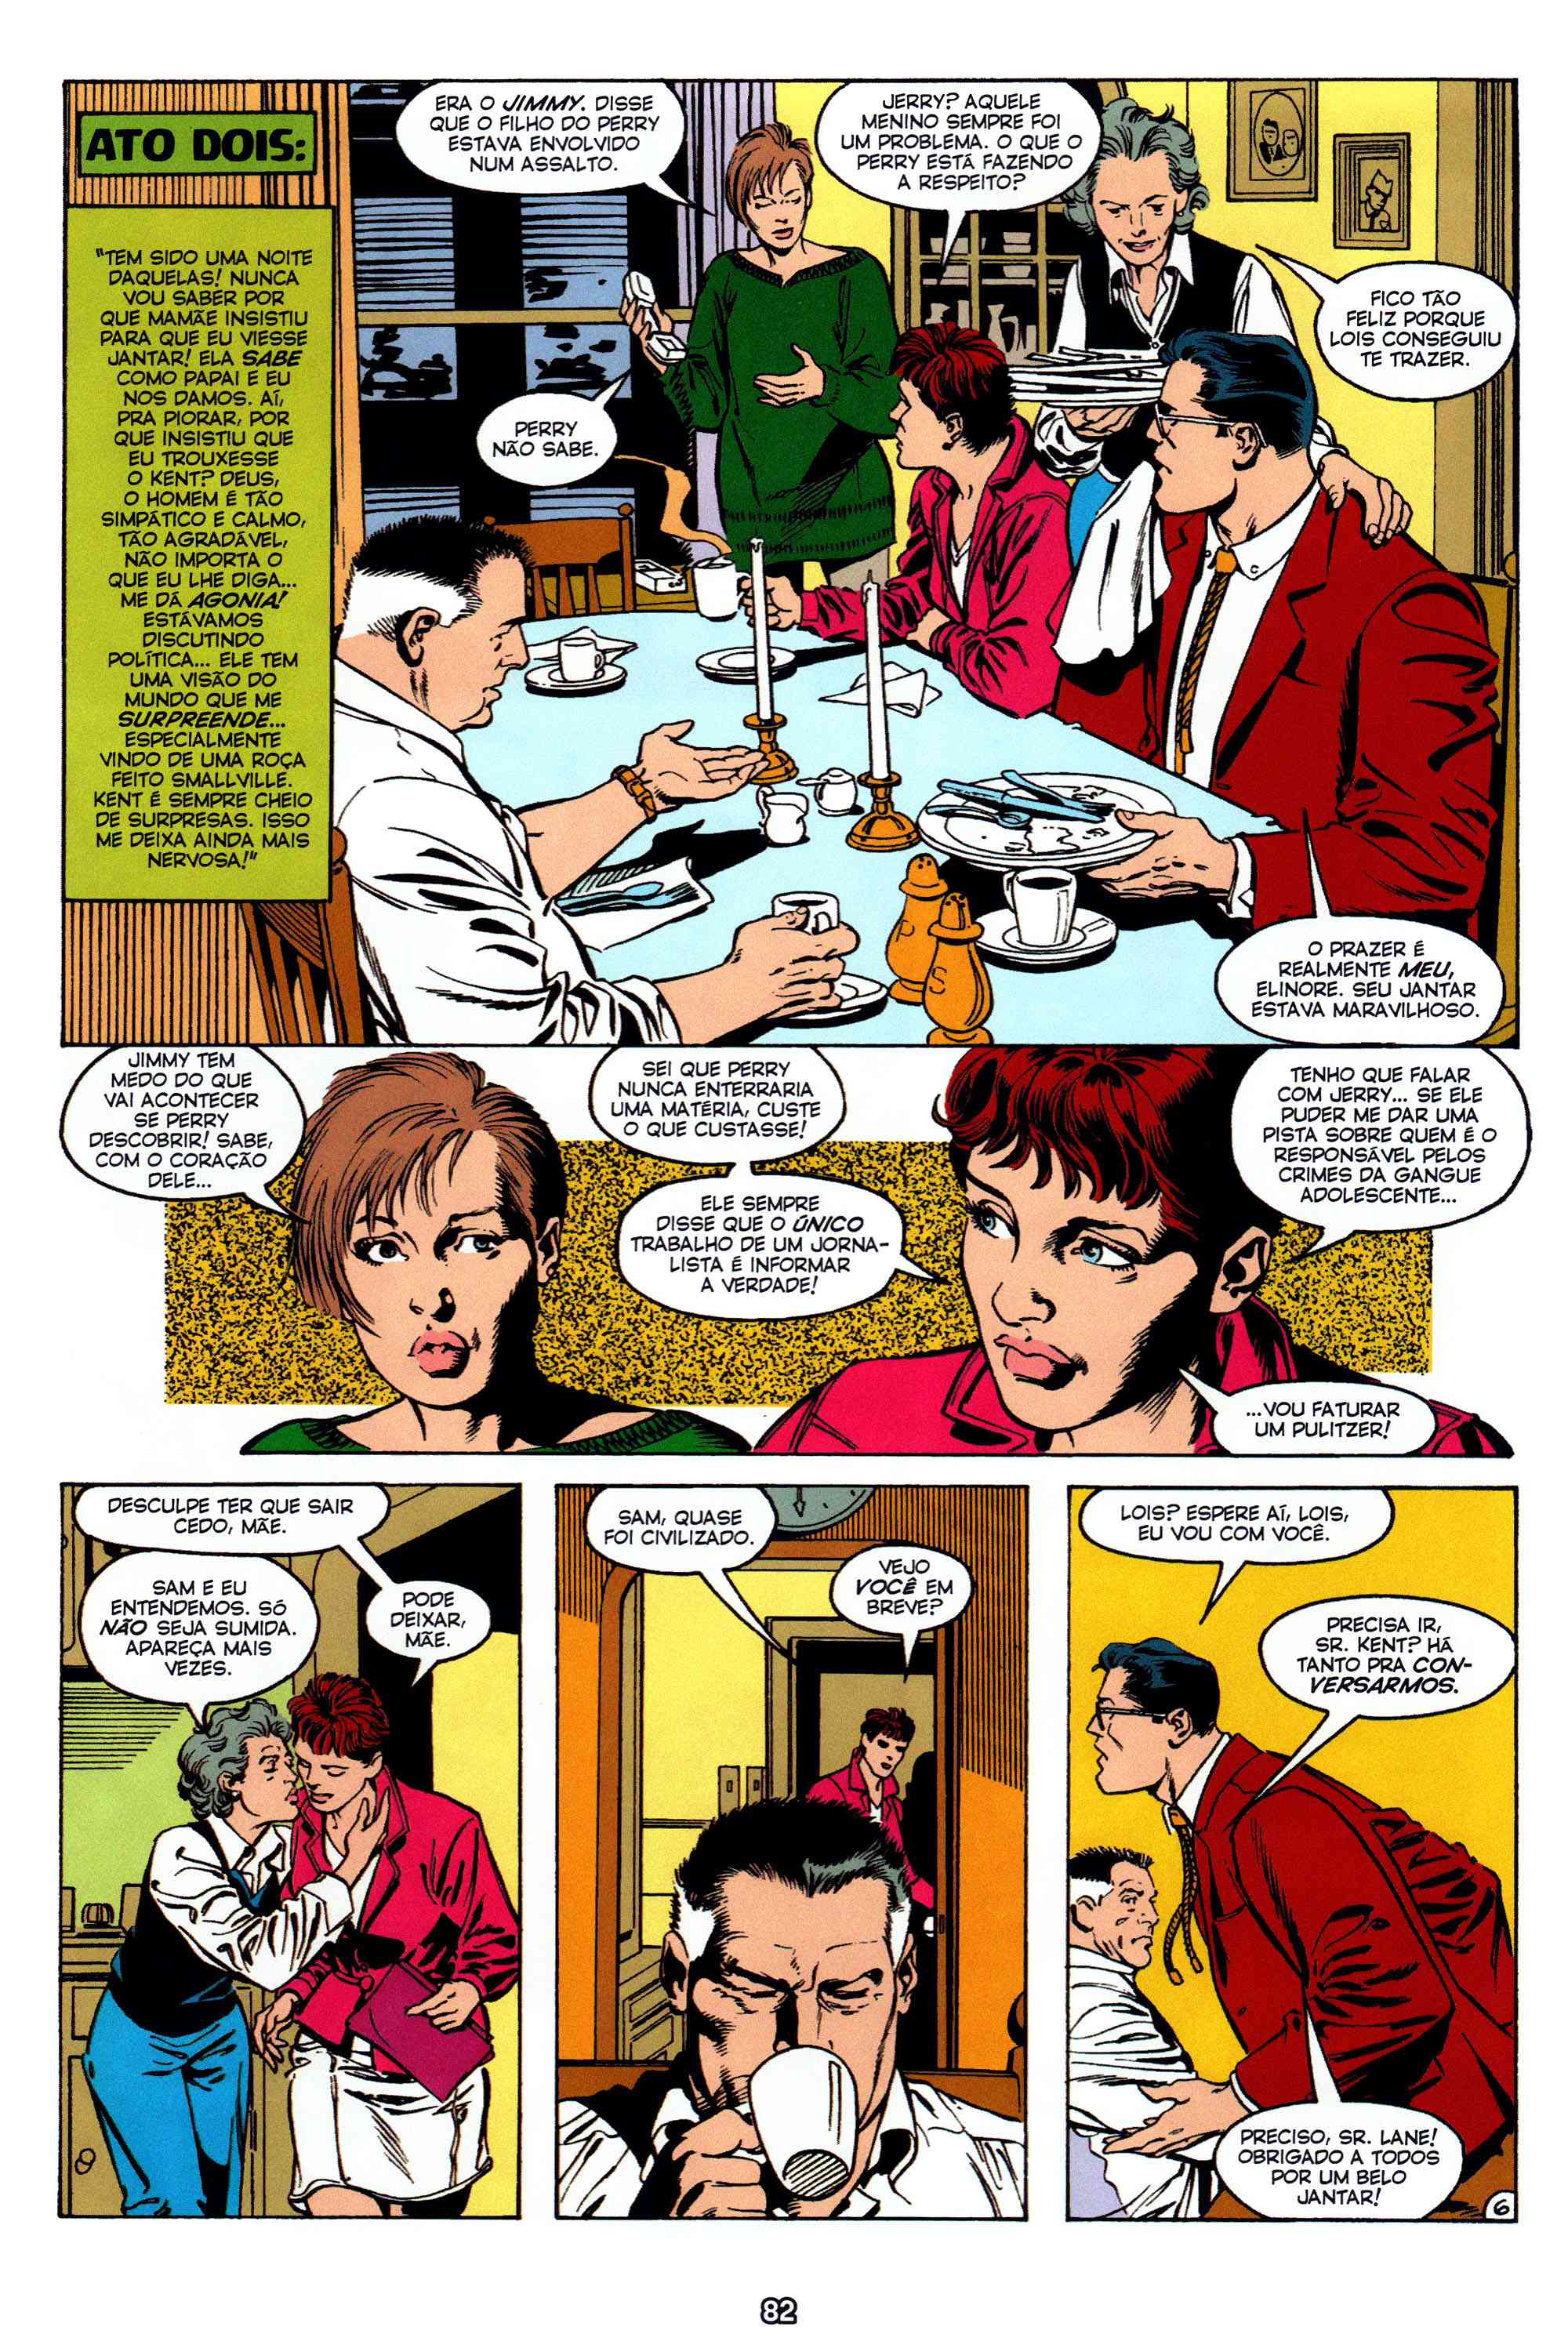 ATO DOIS:
"TEM SIDO UMA NOITE
DAQUELAS! NUNCA
VOU SABER POR
QUE MAMÃE INSISTIU
PARA QUE EU VIESSE
JANTAR! ELA SABE
COMO PAPAI E EU
NOS DAMOS. AÍ,
PRA PIORAR, POR
QUE INSISTIU QUE
EU TROUXESSE
O KENT? DEUS,
O HOMEM É TÃO
SIMPÁTICO E CALMO,
TÃO AGRADÁVEL,
NÃO IMPORTA O
QUE EU LHE DIGA...
ME DÁ AGONIA!
ESTÁVAMOS
DISCUTINDO
POLÍTICA... ELE TEM
UMA VISÃO DO
MUNDO QUE ME
SURPREENDE...
ESPECIALMENTE
VINDO DE UMA ROÇA
FEITO SMALLVILLE.
KENT É SEMPRE CHEIO
DE SURPRESAS. ISSO
ME DEIXA AINDA MAIS
NERVOSA!"
ERA O JIMMY. DISSE
QUE O FILHO DO PERRY
ESTAVA ENVOLVIDO
NUM ASSALTO.
JERRY? AQUELE
MENINO SEMPRE FOI
UM PROBLEMA. O QUE O
PERRY ESTÁ FAZENDO
A RESPEITO?
PERRY
NÃO SABE.
FICO TÃO
FELIZ PORQUE
LOIS CONSEGUIU
TE TRAZER.
P
S
O PRAZER É
REALMENTE MEU,
ELINORE. SEU JANTAR
ESTAVA MARAVILHOSO.
JIMMY TEM
MEDO DO QUE
VAI ACONTECER
SE PERRY
DESCOBRIR! SABE,
COM O CORAÇÃO
DELE...
SEI QUE PERRY
NUNCA ENTERRARIA
UMA MATÉRIA, CUSTE
O QUE CUSTASSE!
ELE SEMPRE
DISSE QUE O ÚNICO
TRABALHO DE UM JORNA-
LISTA É INFORMAR
A VERDADE!
TENHO QUE FALAR
COM JERRY... SE ELE
PUDER ME DAR UMA
PISTA SOBRE QUEM É O
RESPONSÁVEL PELOS
CRIMES DA GANGUE
ADOLESCENTE...
...VOU FATURAR
UM PULITZER!
DESCULPE TER QUE SAIR
CEDO, MÃE.
SAM E EU
ENTENDEMOS. SÓ
NÃO SEJA SUMIDA.
APAREÇA MAIS
VEZES.
PODE
DEIXAR,
MÃE.
SAM, QUASE
FOI CIVILIZADO.
VEJO
VOCÊ EM
BREVE?
LOIS? ESPERE AÍ, LOIS,
EU VOU COM VOCÊ.
PRECISA IR,
SR. KENT? HÁ
TANTO PRA CON-
VERSARMOS.
PRECISO, SR. LANE!
OBRIGADO A TODOS
POR UM BELO
JANTAR!
6
82